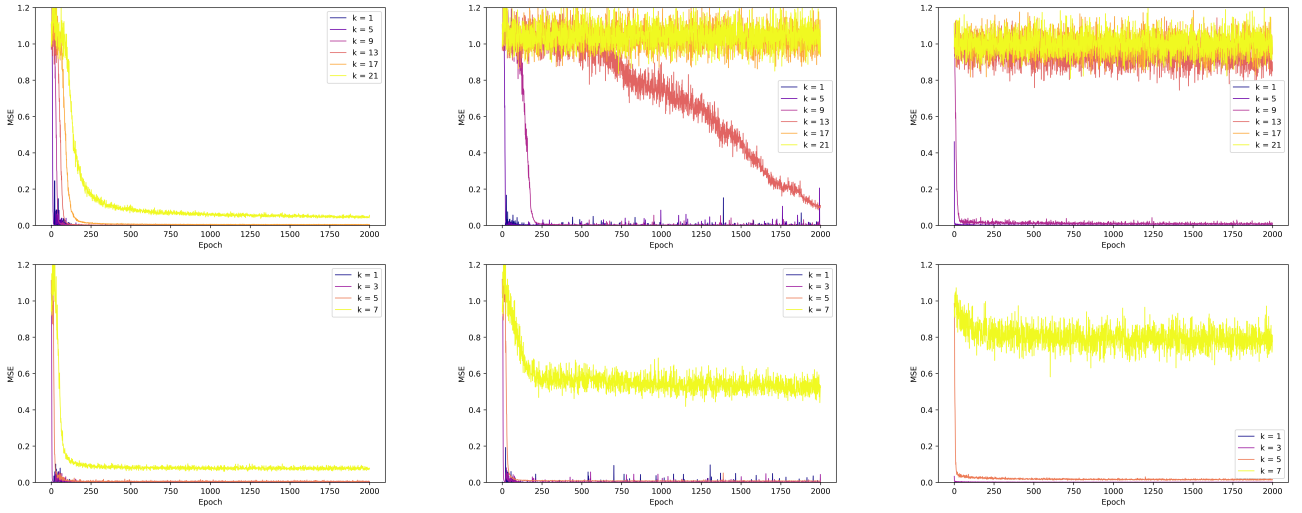 MSE
1.2
1.0
0.8
0.6
0.4
0.2
0.0
0 250 500 750 1000 1250 1500 1750 2000
Epoch
k = 1
k = 5
k = 9
k = 13
k = 17
k = 21
MSE
1.2
1.0
0.8
0.6
0.4
0.2
0.0
0 250 500 750 1000 1250 1500 1750 2000
Epoch
k = 1
k = 5
k = 9
k = 13
k = 17
k = 21
MSE
1.2
1.0
0.8
0.6
0.4
0.2
0.0
0 250 500 750 1000 1250 1500 1750 2000
Epoch
k = 1
k = 5
k = 9
k = 13
k = 17
k = 21
MSE
1.2
1.0
0.8
0.6
0.4
0.2
0.0
0 250 500 750 1000 1250 1500 1750 2000
Epoch
k = 1
k = 3
k = 5
k = 7
MSE
1.2
1.0
0.8
0.6
0.4
0.2
0.0
0 250 500 750 1000 1250 1500 1750 2000
Epoch
k = 1
k = 3
k = 5
k = 7
MSE
1.2
1.0
0.8
0.6
0.4
0.2
0.0
0 250 500 750 1000 1250 1500 1750 2000
Epoch
k = 1
k = 3
k = 5
k = 7